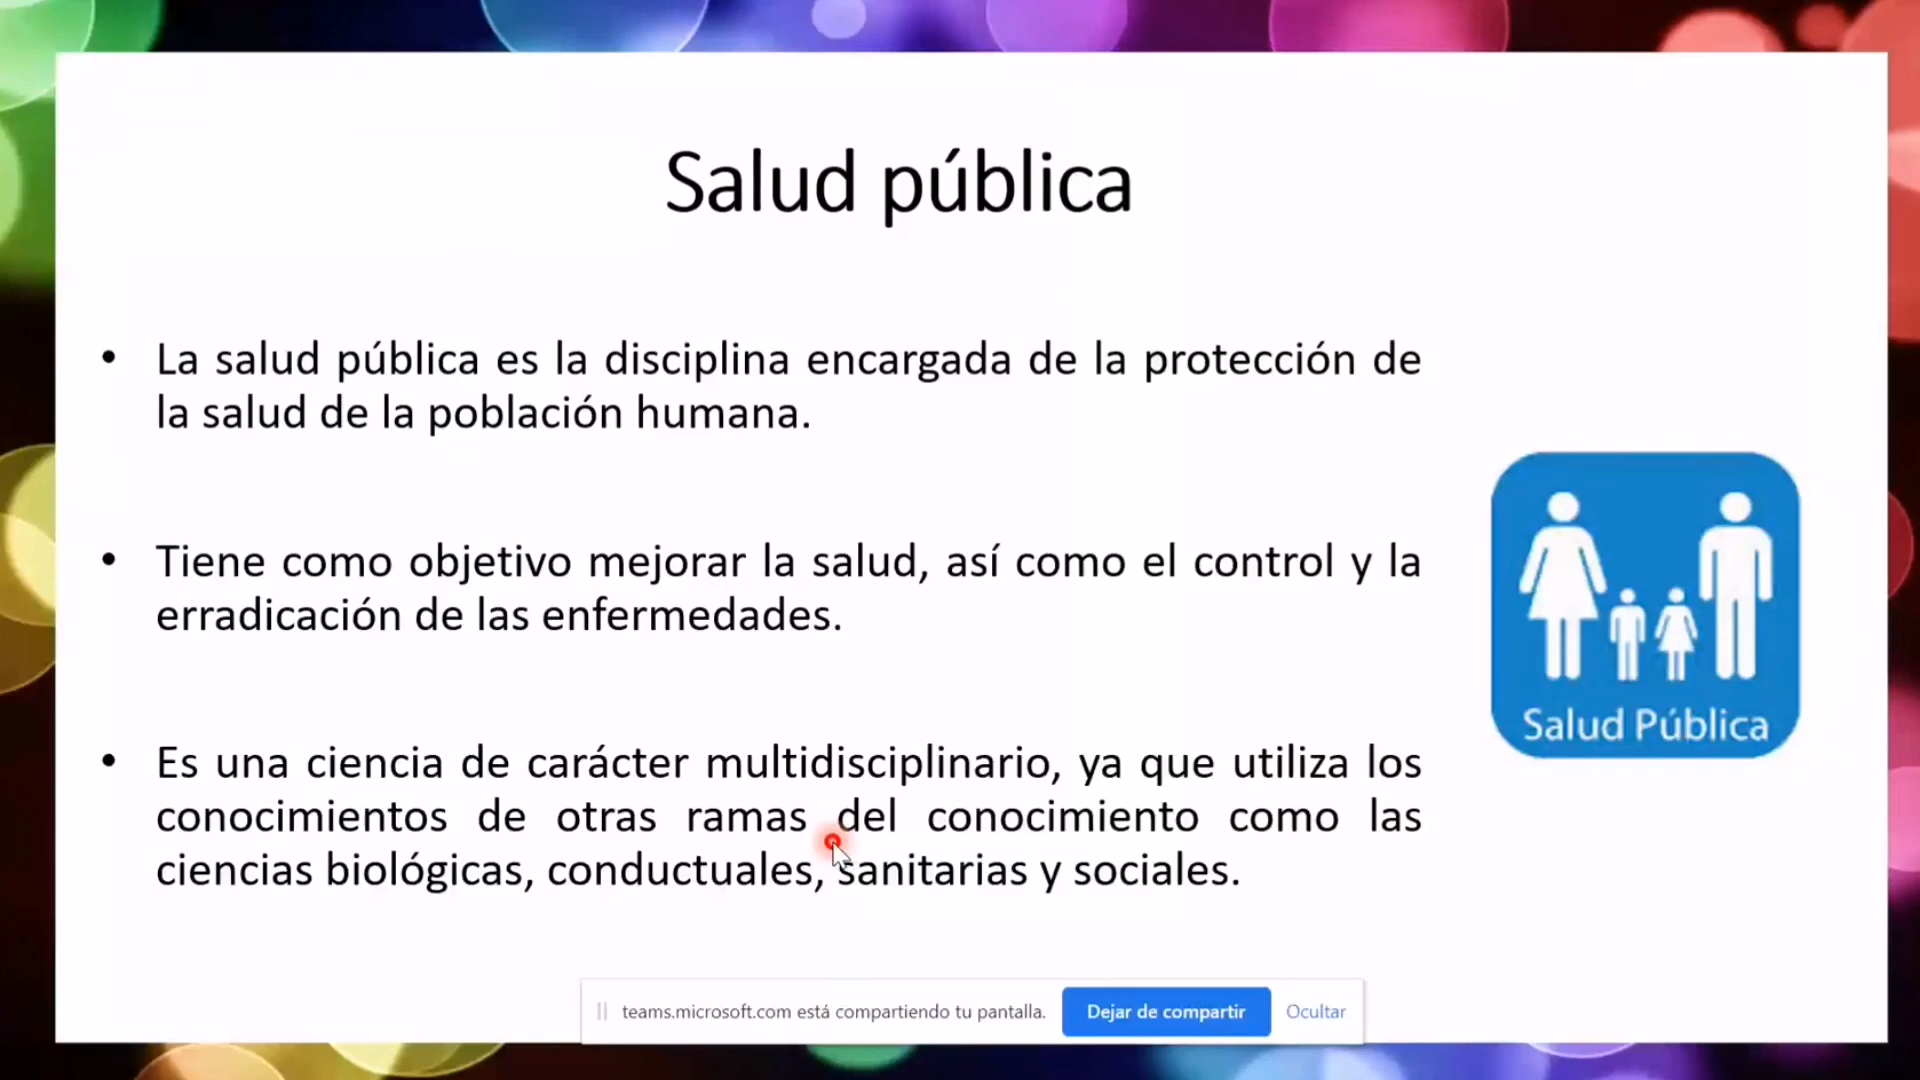 Salud pública
• La salud pública es la disciplina encargada de la protección de
la salud de la población humana.
• Tiene como objetivo mejorar la salud, así como el control y la
erradicación de las enfermedades.
• Es una ciencia de carácter multidisciplinario, ya que utiliza los
conocimientos de otras ramas del conocimiento como las
ciencias biológicas, conductuales, sanitarias y sociales.
Salud Pública
teams.microsoft.com está compartiendo tu pantalla. Dejar de compartir Ocultar